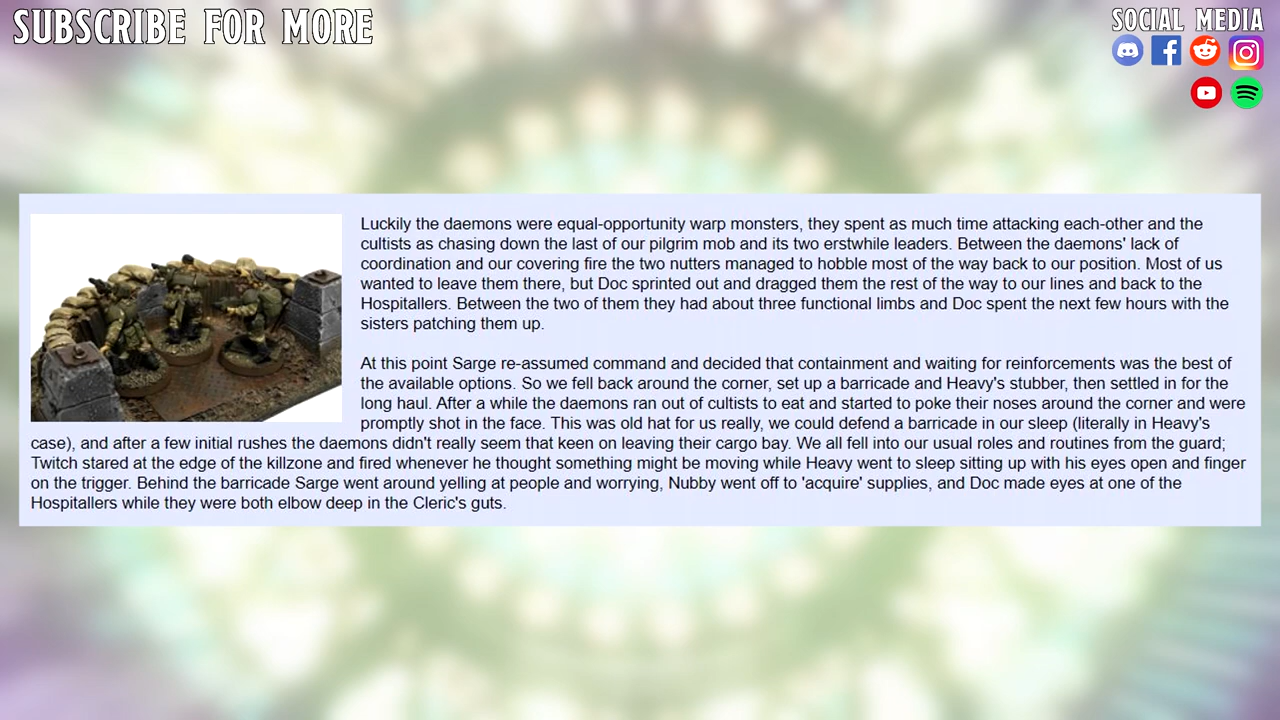 SUBSCRIBE FOR MORE
SOCIAL MEDIA
Luckily the daemons were equal-opportunity warp monsters, they spent as much time attacking each-other and the
cultists as chasing down the last of our pilgrim mob and its two erstwhile leaders. Between the daemons' lack of
coordination and our covering fire the two nutters managed to hobble most of the way back to our position. Most of us
wanted to leave them there, but Doc sprinted out and dragged them the rest of the way to our lines and back to the
Hospitallers. Between the two of them they had about three functional limbs and Doc spent the next few hours with the
sisters patching them up.
At this point Sarge re-assumed command and decided that containment and waiting for reinforcements was the best of
the available options. So we fell back around the corner, set up a barricade and Heavy's stubber, then settled in for the
long haul. After a while the daemons ran out of cultists to eat and started to poke their noses around the corner and were
promptly shot in the face. This was old hat for us really, we could defend a barricade in our sleep (literally in Heavy's
case), and after a few initial rushes the daemons didn't really seem that keen on leaving their cargo bay. We all fell into our usual roles and routines from the guard;
Twitch stared at the edge of the killzone and fired whenever he thought something might be moving while Heavy went to sleep sitting up with his eyes open and finger
on the trigger. Behind the barricade Sarge went around yelling at people and worrying, Nubby went off to 'acquire' supplies, and Doc made eyes at one of the
Hospitallers while they were both elbow deep in the Cleric's guts.